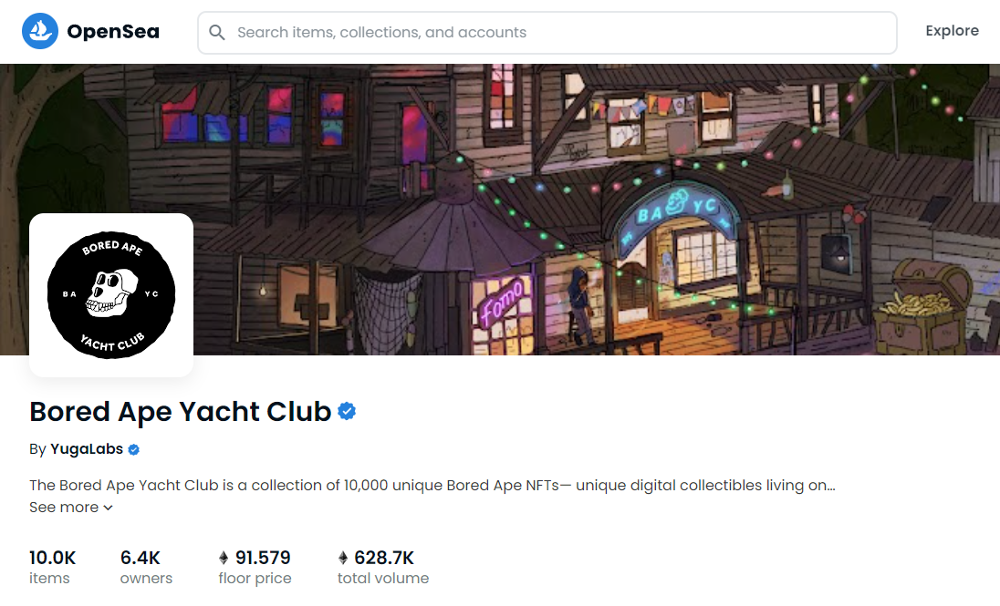 OpenSea
Search items, collections, and accounts
Explore
BA YC
Fomo
BORED APE
BA YC
YACHT CLUB
Bored Ape Yacht Club
By YugaLabs
The Bored Ape Yacht Club is a collection of 10,000 unique Bored Ape NFTs— unique digital collectibles living on...
See more
10.0K 6.4K 91.579 628.7K
items owners floor price total volume